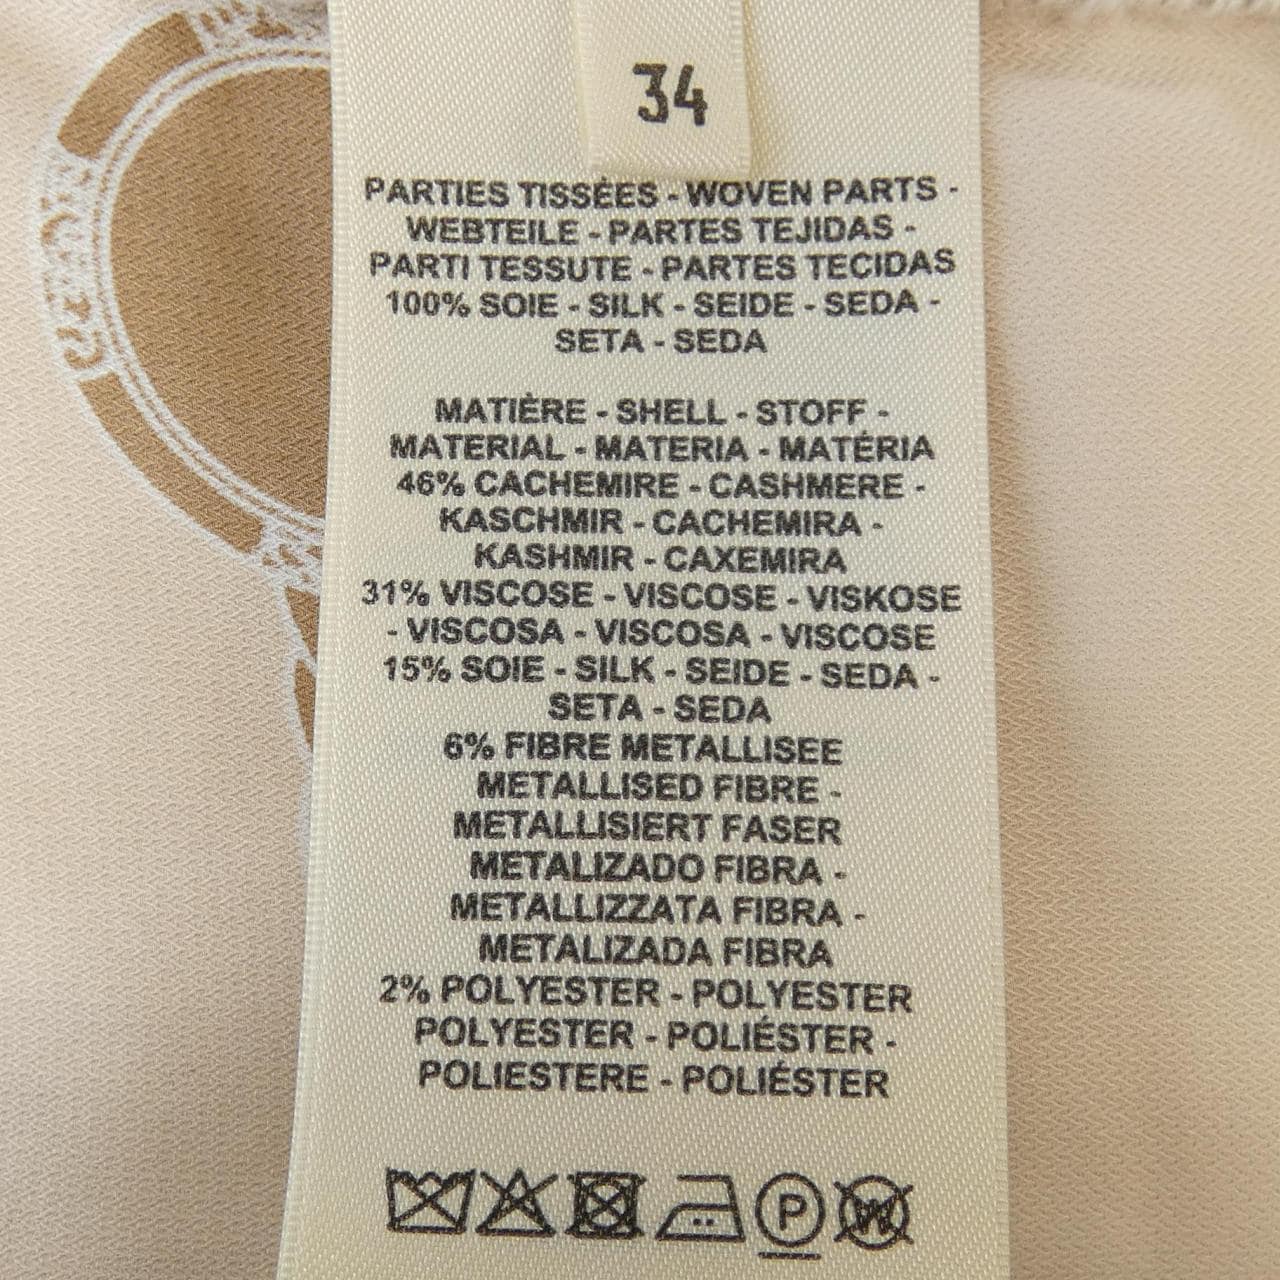 34
PARTIES TISSÉES - WOVEN PARTS -
WEBTEILE - PARTES TEJIDAS -
PARTI TESSUTE - PARTES TECIDAS
100% SOIE - SILK - SEIDE - SEDA -
SETA - SEDA
MATIÈRE - SHELL - STOFF -
MATERIAL - MATERIA - MATÉRIA
46% CACHEMIRE - CASHMERE -
KASCHMIR - CACHEMIRA -
KASHMIR - CAXEMIRA
31% VISCOSE - VISCOSE - VISKOSE
- VISCOSA - VISCOSA - VISCOSE
15% SOIE - SILK - SEIDE - SEDA -
SETA - SEDA
6% FIBRE METALLISEE
METALLISED FIBRE -
METALLISIERT FASER
METALIZADO FIBRA -
METALLIZZATA FIBRA -
METALIZADA FIBRA
2% POLYESTER - POLYESTER
POLYESTER - POLIÉSTER -
POLIESTERE - POLIÉSTER
P W